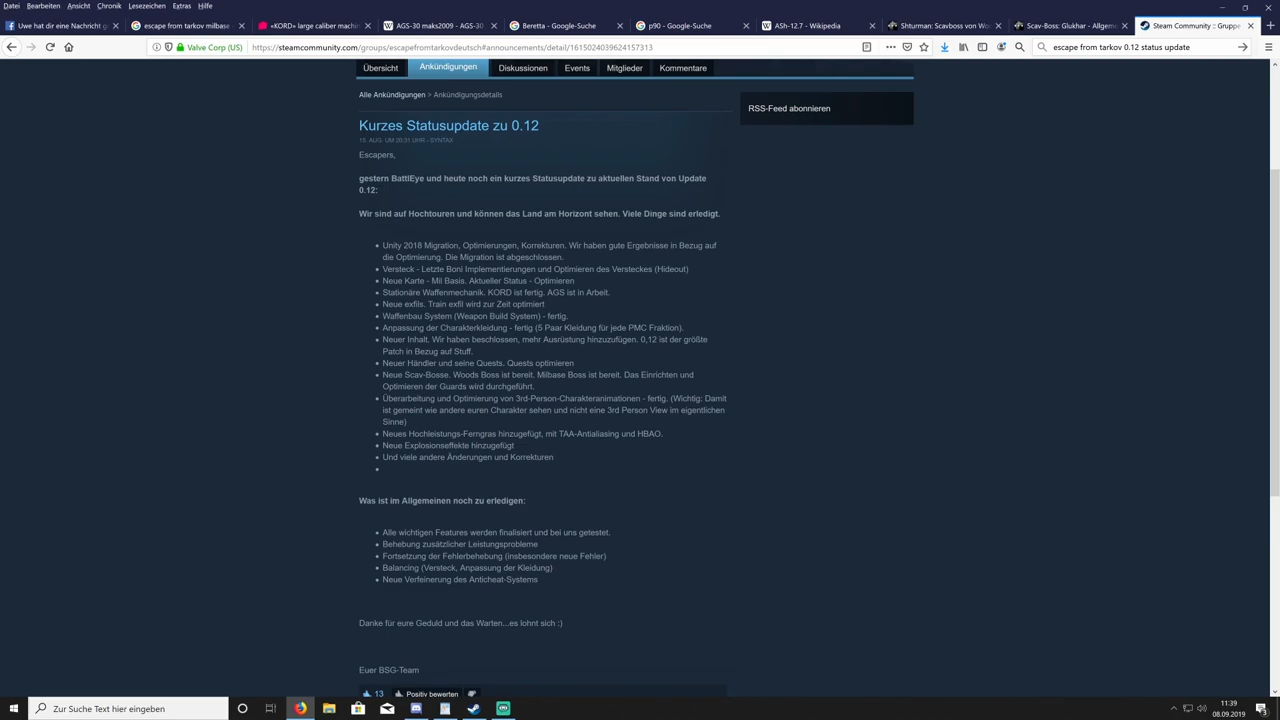 Datei Bearbeiten Ansicht Chronik Lesezeichen Extras Hilfe
Uwe hat dir eine Nachricht ge
escape from tarkov milbase
«KORD» large caliber machin
AGS-30 maks2009 - AGS-30
Beretta - Google-Suche
p90 - Google-Suche
ASh-12.7 - Wikipedia
Shturman: Scavboss von Wo
Scav-Boss: Glukhar - Allgeme
Steam Community :: Gruppe
Valve Corp (US)
https://steamcommunity.com/groups/escapefromtarkovdeutsch#announcements/detail/1615024039624157313
escape from tarkov 0.12 status update
Übersicht Ankündigungen Diskussionen Events Mitglieder Kommentare
Alle Ankündigungen > Ankündigungsdetails
RSS-Feed abonnieren
Kurzes Statusupdate zu 0.12
15. AUG. UM 20:31 UHR - SYNTAX
Escapers,
gestern BattlEye und heute noch ein kurzes Statusupdate zu aktuellen Stand von Update
0.12:
Wir sind auf Hochtouren und können das Land am Horizont sehen. Viele Dinge sind erledigt.
• Unity 2018 Migration, Optimierungen, Korrekturen. Wir haben gute Ergebnisse in Bezug auf
die Optimierung. Die Migration ist abgeschlossen.
• Versteck - Letzte Boni Implementierungen und Optimieren des Versteckes (Hideout)
• Neue Karte - Mil Basis. Aktueller Status - Optimieren
• Stationäre Waffenmechanik. KORD ist fertig. AGS ist in Arbeit.
• Neue exfils. Train exfil wird zur Zeit optimiert
• Waffenbau System (Weapon Build System) - fertig.
• Anpassung der Charakterkleidung - fertig (5 Paar Kleidung für jede PMC Fraktion).
• Neuer Inhalt. Wir haben beschlossen, mehr Ausrüstung hinzuzufügen. 0,12 ist der größte
Patch in Bezug auf Stuff.
• Neuer Händler und seine Quests. Quests optimieren
• Neue Scav-Bosse. Woods Boss ist bereit. Milbase Boss ist bereit. Das Einrichten und
Optimieren der Guards wird durchgeführt.
• Überarbeitung und Optimierung von 3rd-Person-Charakteranimationen - fertig. (Wichtig: Damit
ist gemeint wie andere euren Charakter sehen und nicht eine 3rd Person View im eigentlichen
Sinne)
• Neues Hochleistungs-Ferngras hinzugefügt, mit TAA-Antialiasing und HBAO.
• Neue Explosionseffekte hinzugefügt
• Und viele andere Änderungen und Korrekturen
•
Was ist im Allgemeinen noch zu erledigen:
• Alle wichtigen Features werden finalisiert und bei uns getestet.
• Behebung zusätzlicher Leistungsprobleme
• Fortsetzung der Fehlerbehebung (insbesondere neue Fehler)
• Balancing (Versteck, Anpassung der Kleidung)
• Neue Verfeinerung des Anticheat-Systems
Danke für eure Geduld und das Warten...es lohnt sich :)
Euer BSG-Team
13 Positiv bewerten
Zur Suche Text hier eingeben
11:39
08.09.2019
3